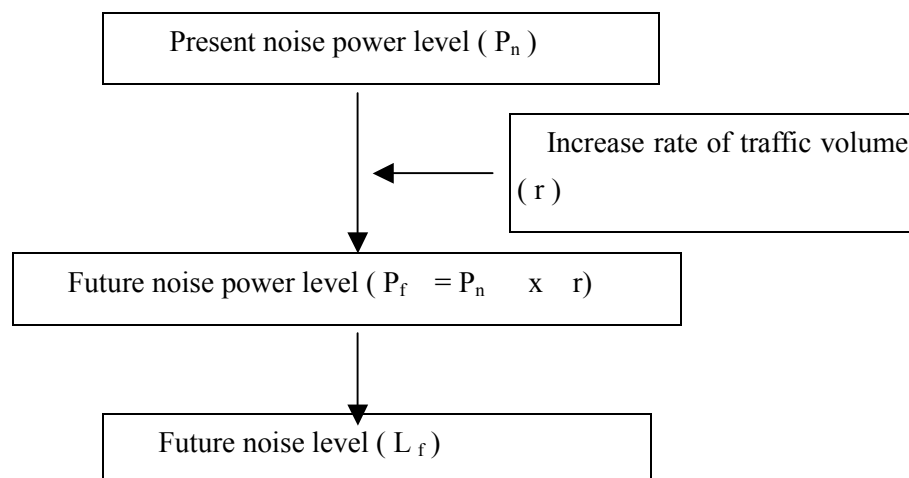 Present noise power level ( Pn )
Increase rate of traffic volume
( r )
Future noise power level ( Pf = Pn x r)
Future noise level ( L f )